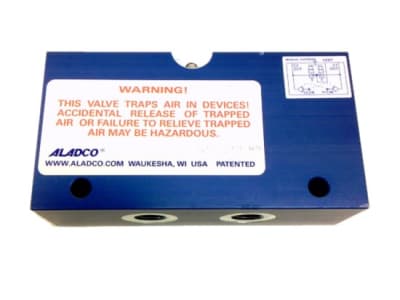 WARNING!
THIS VALVE TRAPS AIR IN DEVICES!
ACCIDENTAL RELEASE OF TRAPPED
AIR OR FAILURE TO RELIEVE TRAPPED
AIR MAY BE HAZARDOUS.
ALADCO®
WWW.ALADCO.COM WAUKESHA, WI USA PATENTED